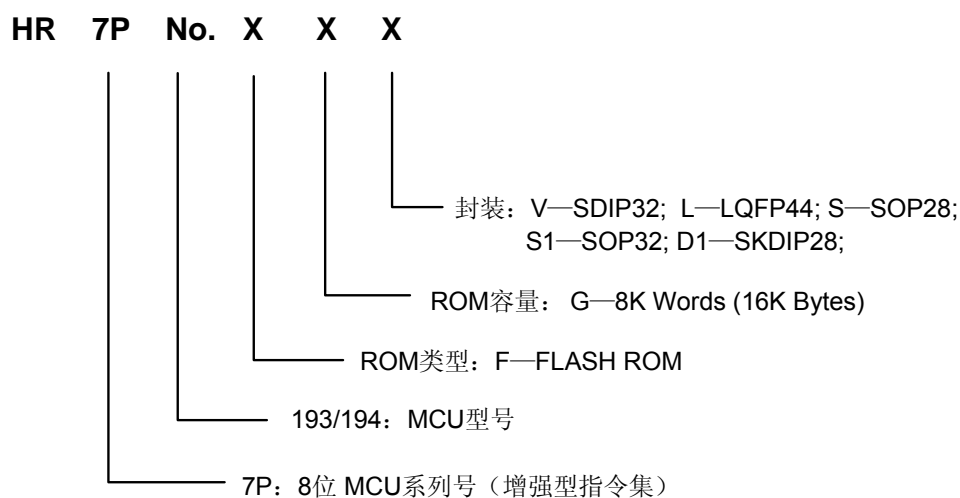 HR 7P No. X X X
封装：V—SDIP32; L—LQFP44; S—SOP28;
S1—SOP32; D1—SKDIP28;
ROM容量：G—8K Words (16K Bytes)
ROM类型：F—FLASH ROM
193/194：MCU型号
7P：8位 MCU系列号（增强型指令集）